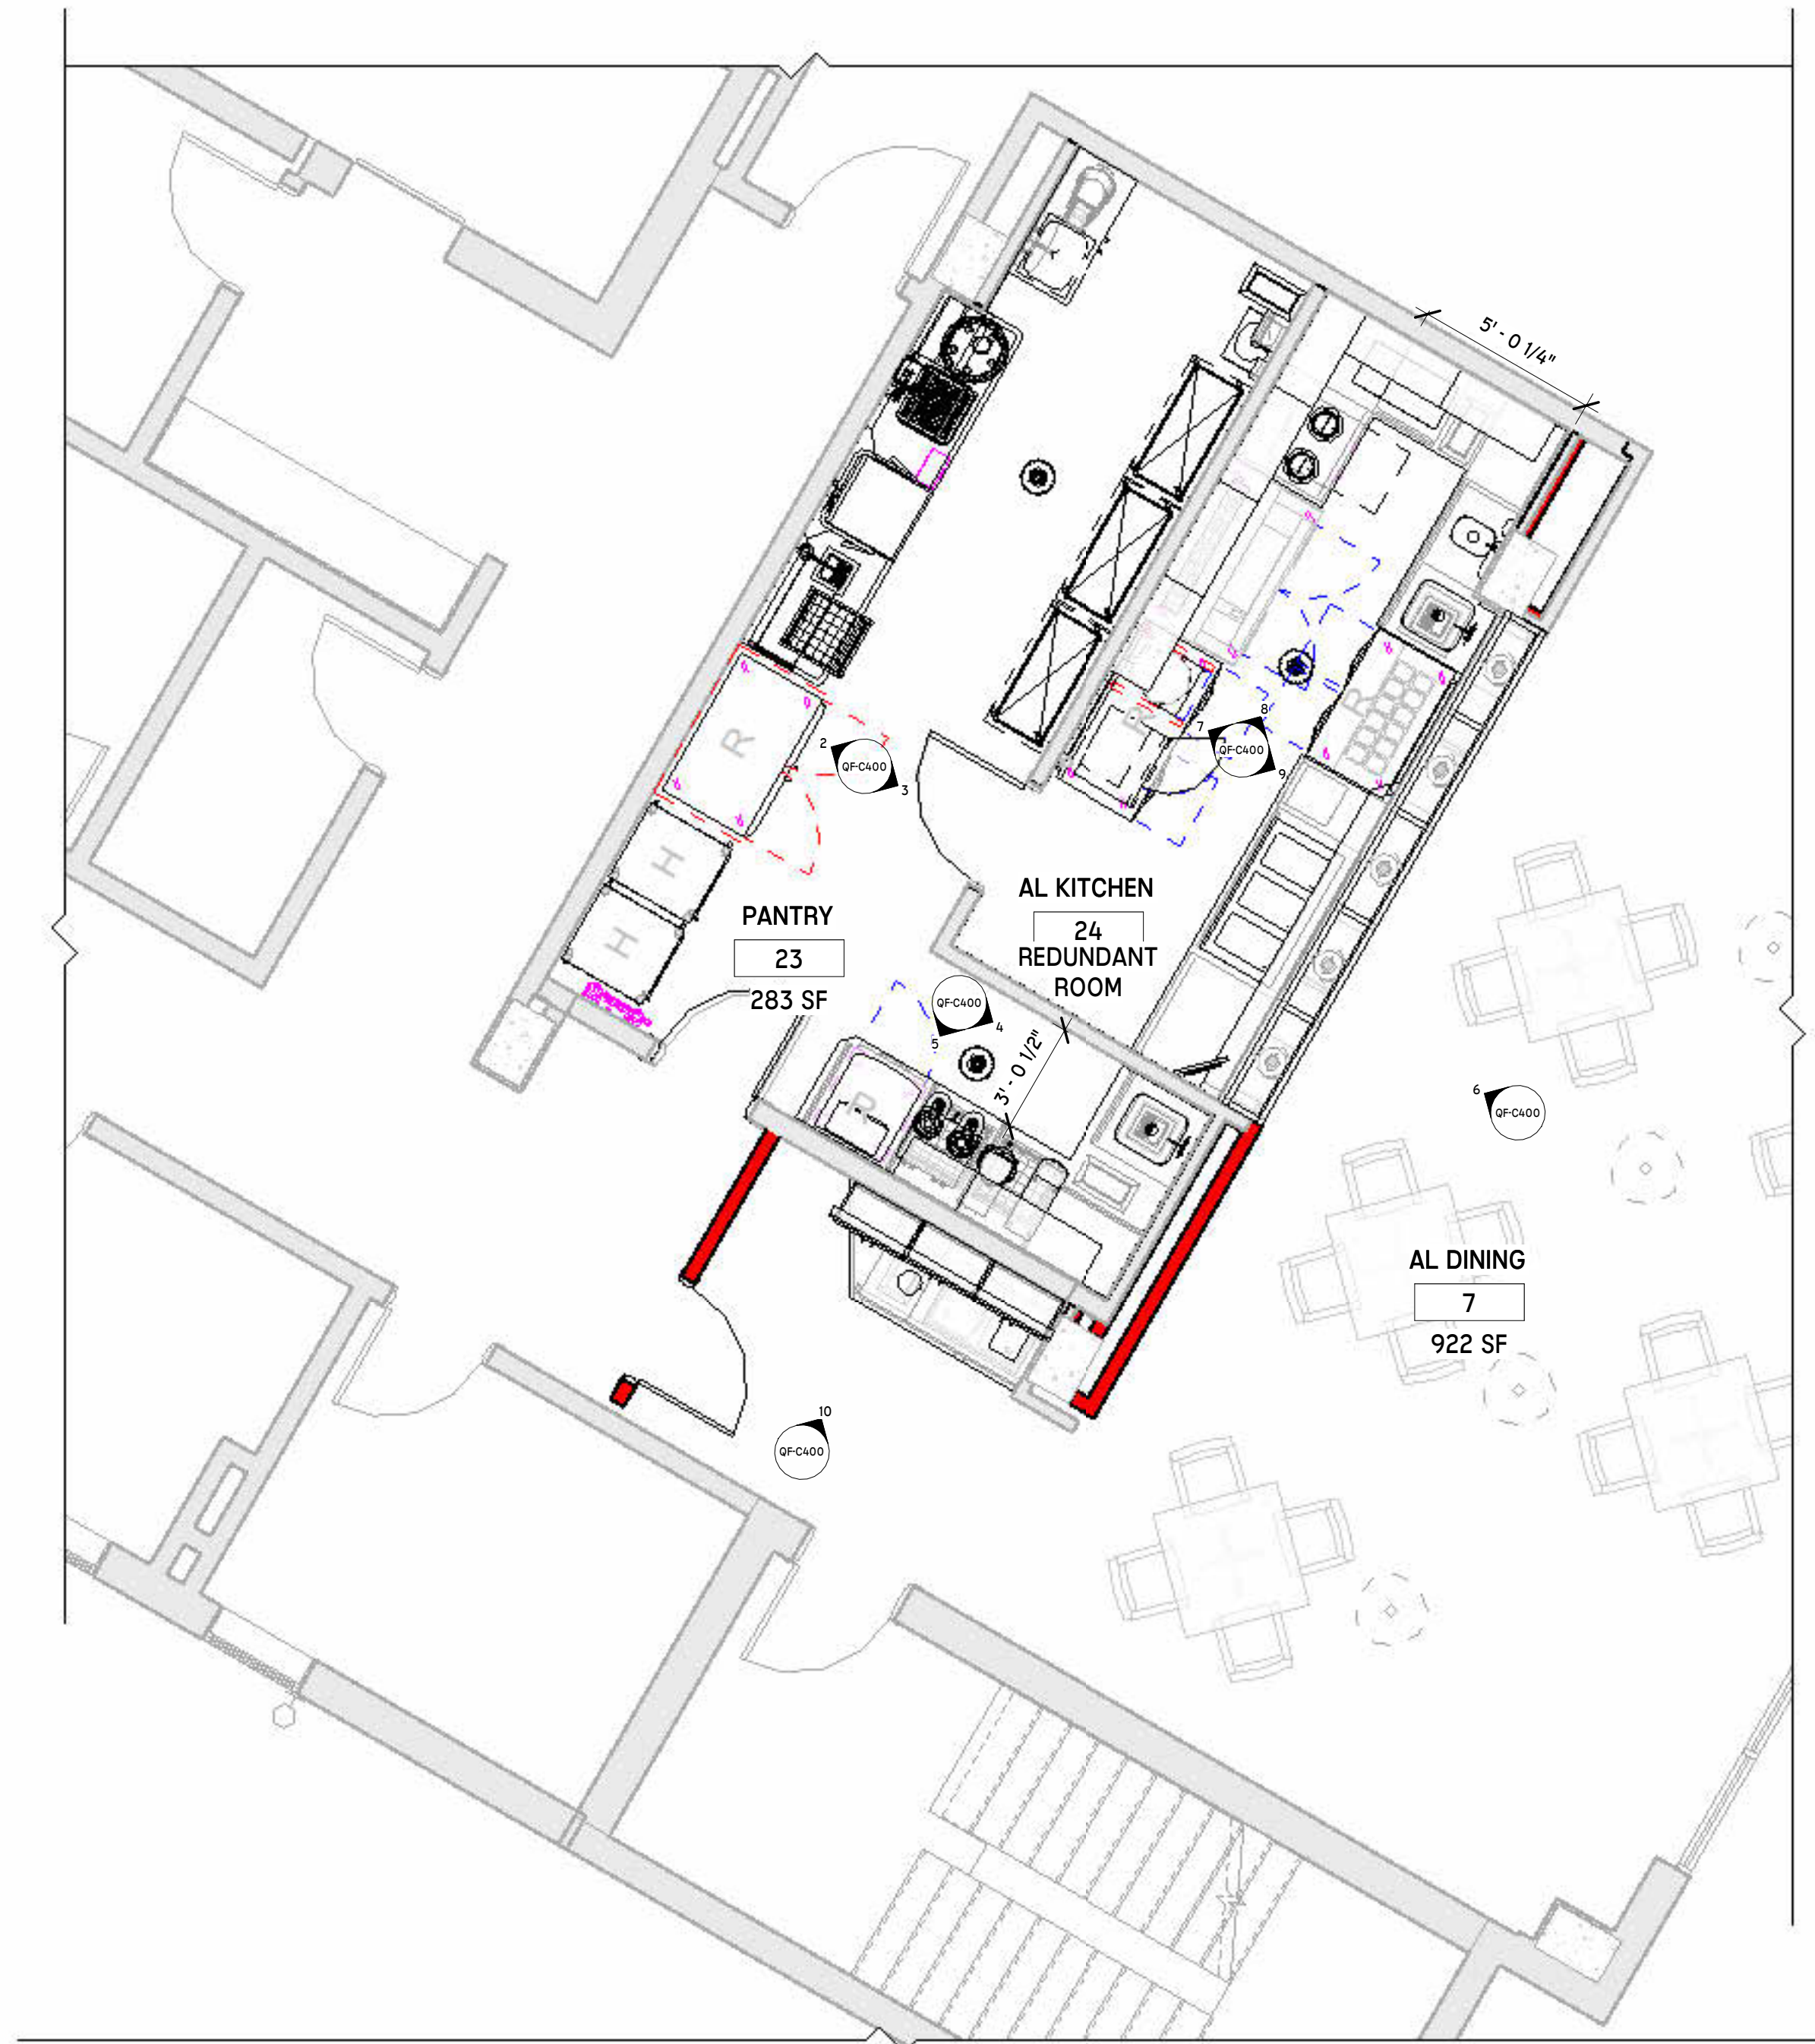 5' - 0 1/4"
R
R
8
7
QF-C400
9
2
QF-C400
3
R
H
H
AL KITCHEN
24
REDUNDANT
ROOM
PANTRY
23
283 SF
QF-C400
4
5
3' - 0 1/2"
R
6
QF-C400
AL DINING
7
922 SF
10
QF-C400